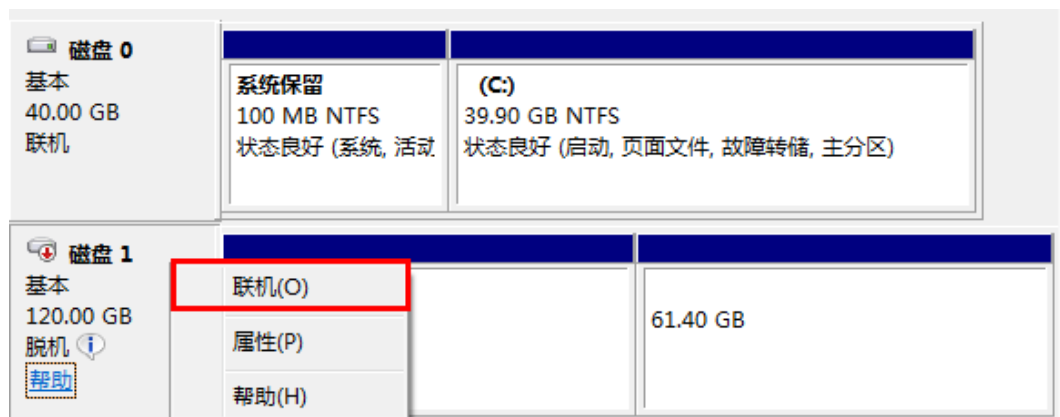 磁盘 0
基本
40.00 GB
联机
系统保留
100 MB NTFS
状态良好 (系统, 活动
(C:)
39.90 GB NTFS
状态良好 (启动, 页面文件, 故障转储, 主分区)
磁盘 1
基本
120.00 GB
脱机
帮助
联机(O)
属性(P)
帮助(H)
61.40 GB